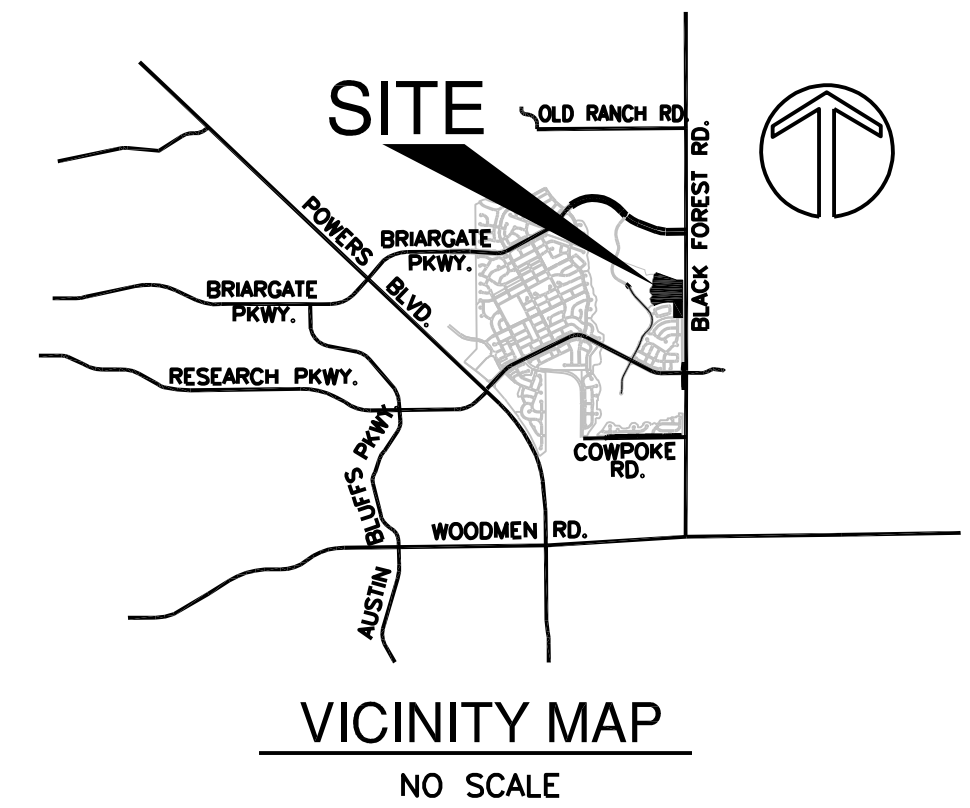 SITE
OLD RANCH RD.
BLACK FOREST RD.
POWERS BLVD.
BRIARGATE
PKWY.
BRIARGATE
PKWY.
RESEARCH PKWY.
COWPOKE
RD.
AUSTIN BLUFFS PKWY.
WOODMEN RD.
VICINITY MAP
NO SCALE